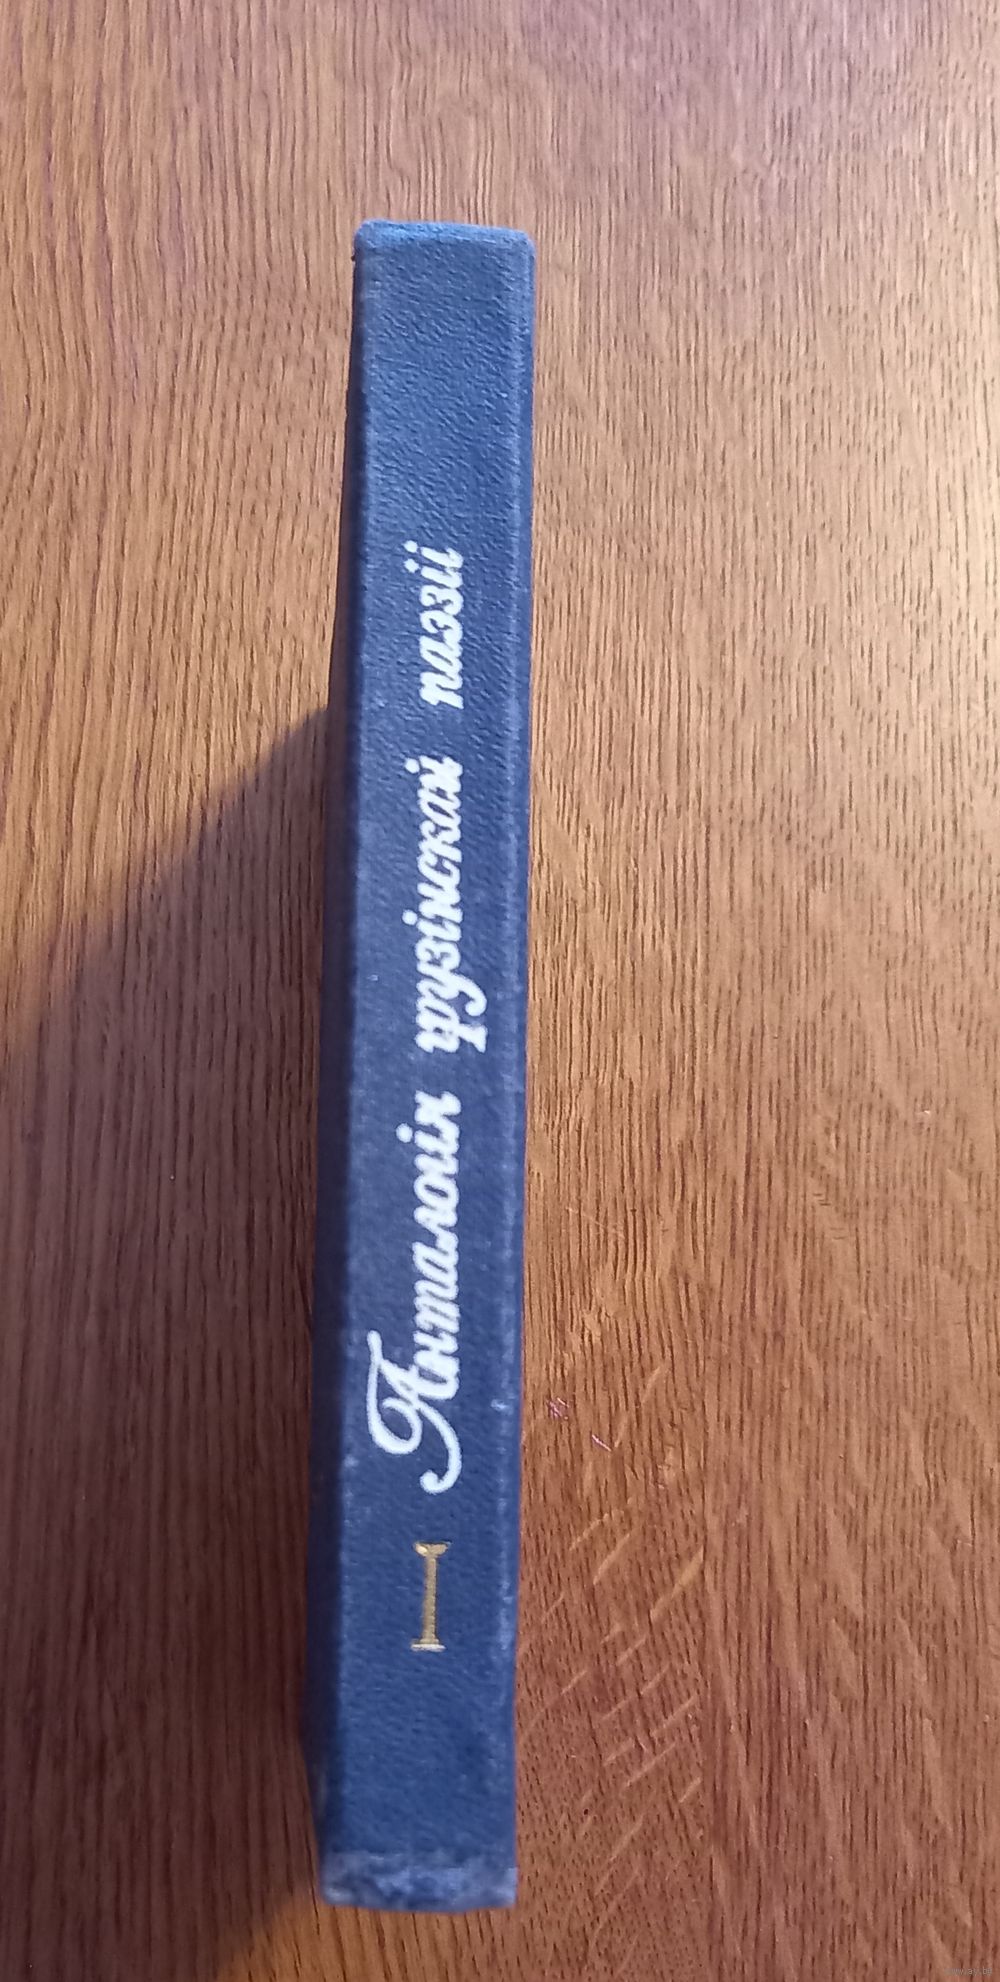 I Анталогія грузінскай паэзіі